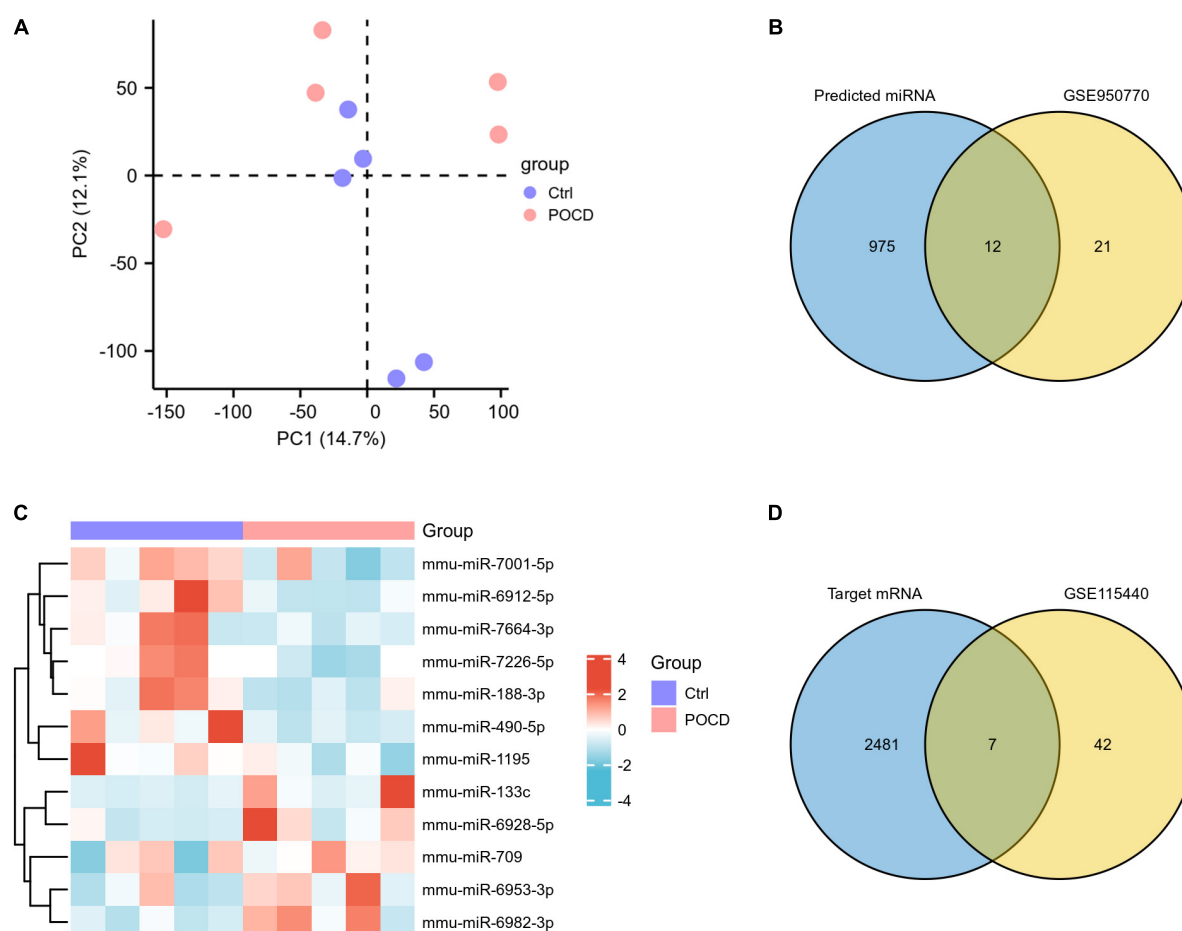 A
PC2 (12.1%)
50
0
-50
-100
-150 -100 -50 0 50 100
PC1 (14.7%)
group
Ctrl
POCD
B
Predicted miRNA GSE950770
975 12 21
C
Group
mmu-miR-7001-5p
mmu-miR-6912-5p
mmu-miR-7664-3p
mmu-miR-7226-5p
mmu-miR-188-3p
mmu-miR-490-5p
mmu-miR-1195
mmu-miR-133c
mmu-miR-6928-5p
mmu-miR-709
mmu-miR-6953-3p
mmu-miR-6982-3p
4
2
0
-2
-4
Group
Ctrl
POCD
D
Target mRNA GSE115440
2481 7 42